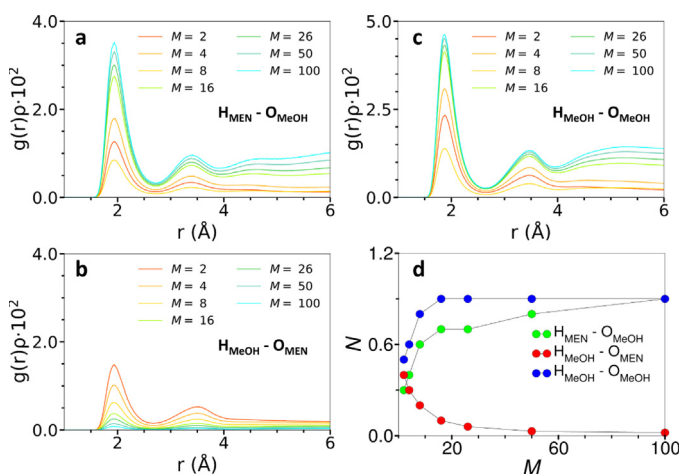 a
g(r)ρ·10²
4.0
2.0
0.0
M = 2
M = 4
M = 8
M = 16
M = 26
M = 50
M = 100
H_MEN - O_MeOH
2
4
6
r (Å)
c
g(r)ρ·10²
5.0
2.5
0.0
M = 2
M = 4
M = 8
M = 16
M = 26
M = 50
M = 100
H_MeOH - O_MeOH
2
4
6
r (Å)
b
g(r)ρ·10²
4.0
2.0
0.0
M = 2
M = 4
M = 8
M = 16
M = 26
M = 50
M = 100
H_MeOH - O_MEN
2
4
6
r (Å)
d
N
1.2
0.6
0.0
H_MEN - O_MeOH
H_MeOH - O_MEN
H_MeOH - O_MeOH
20
60
100
M